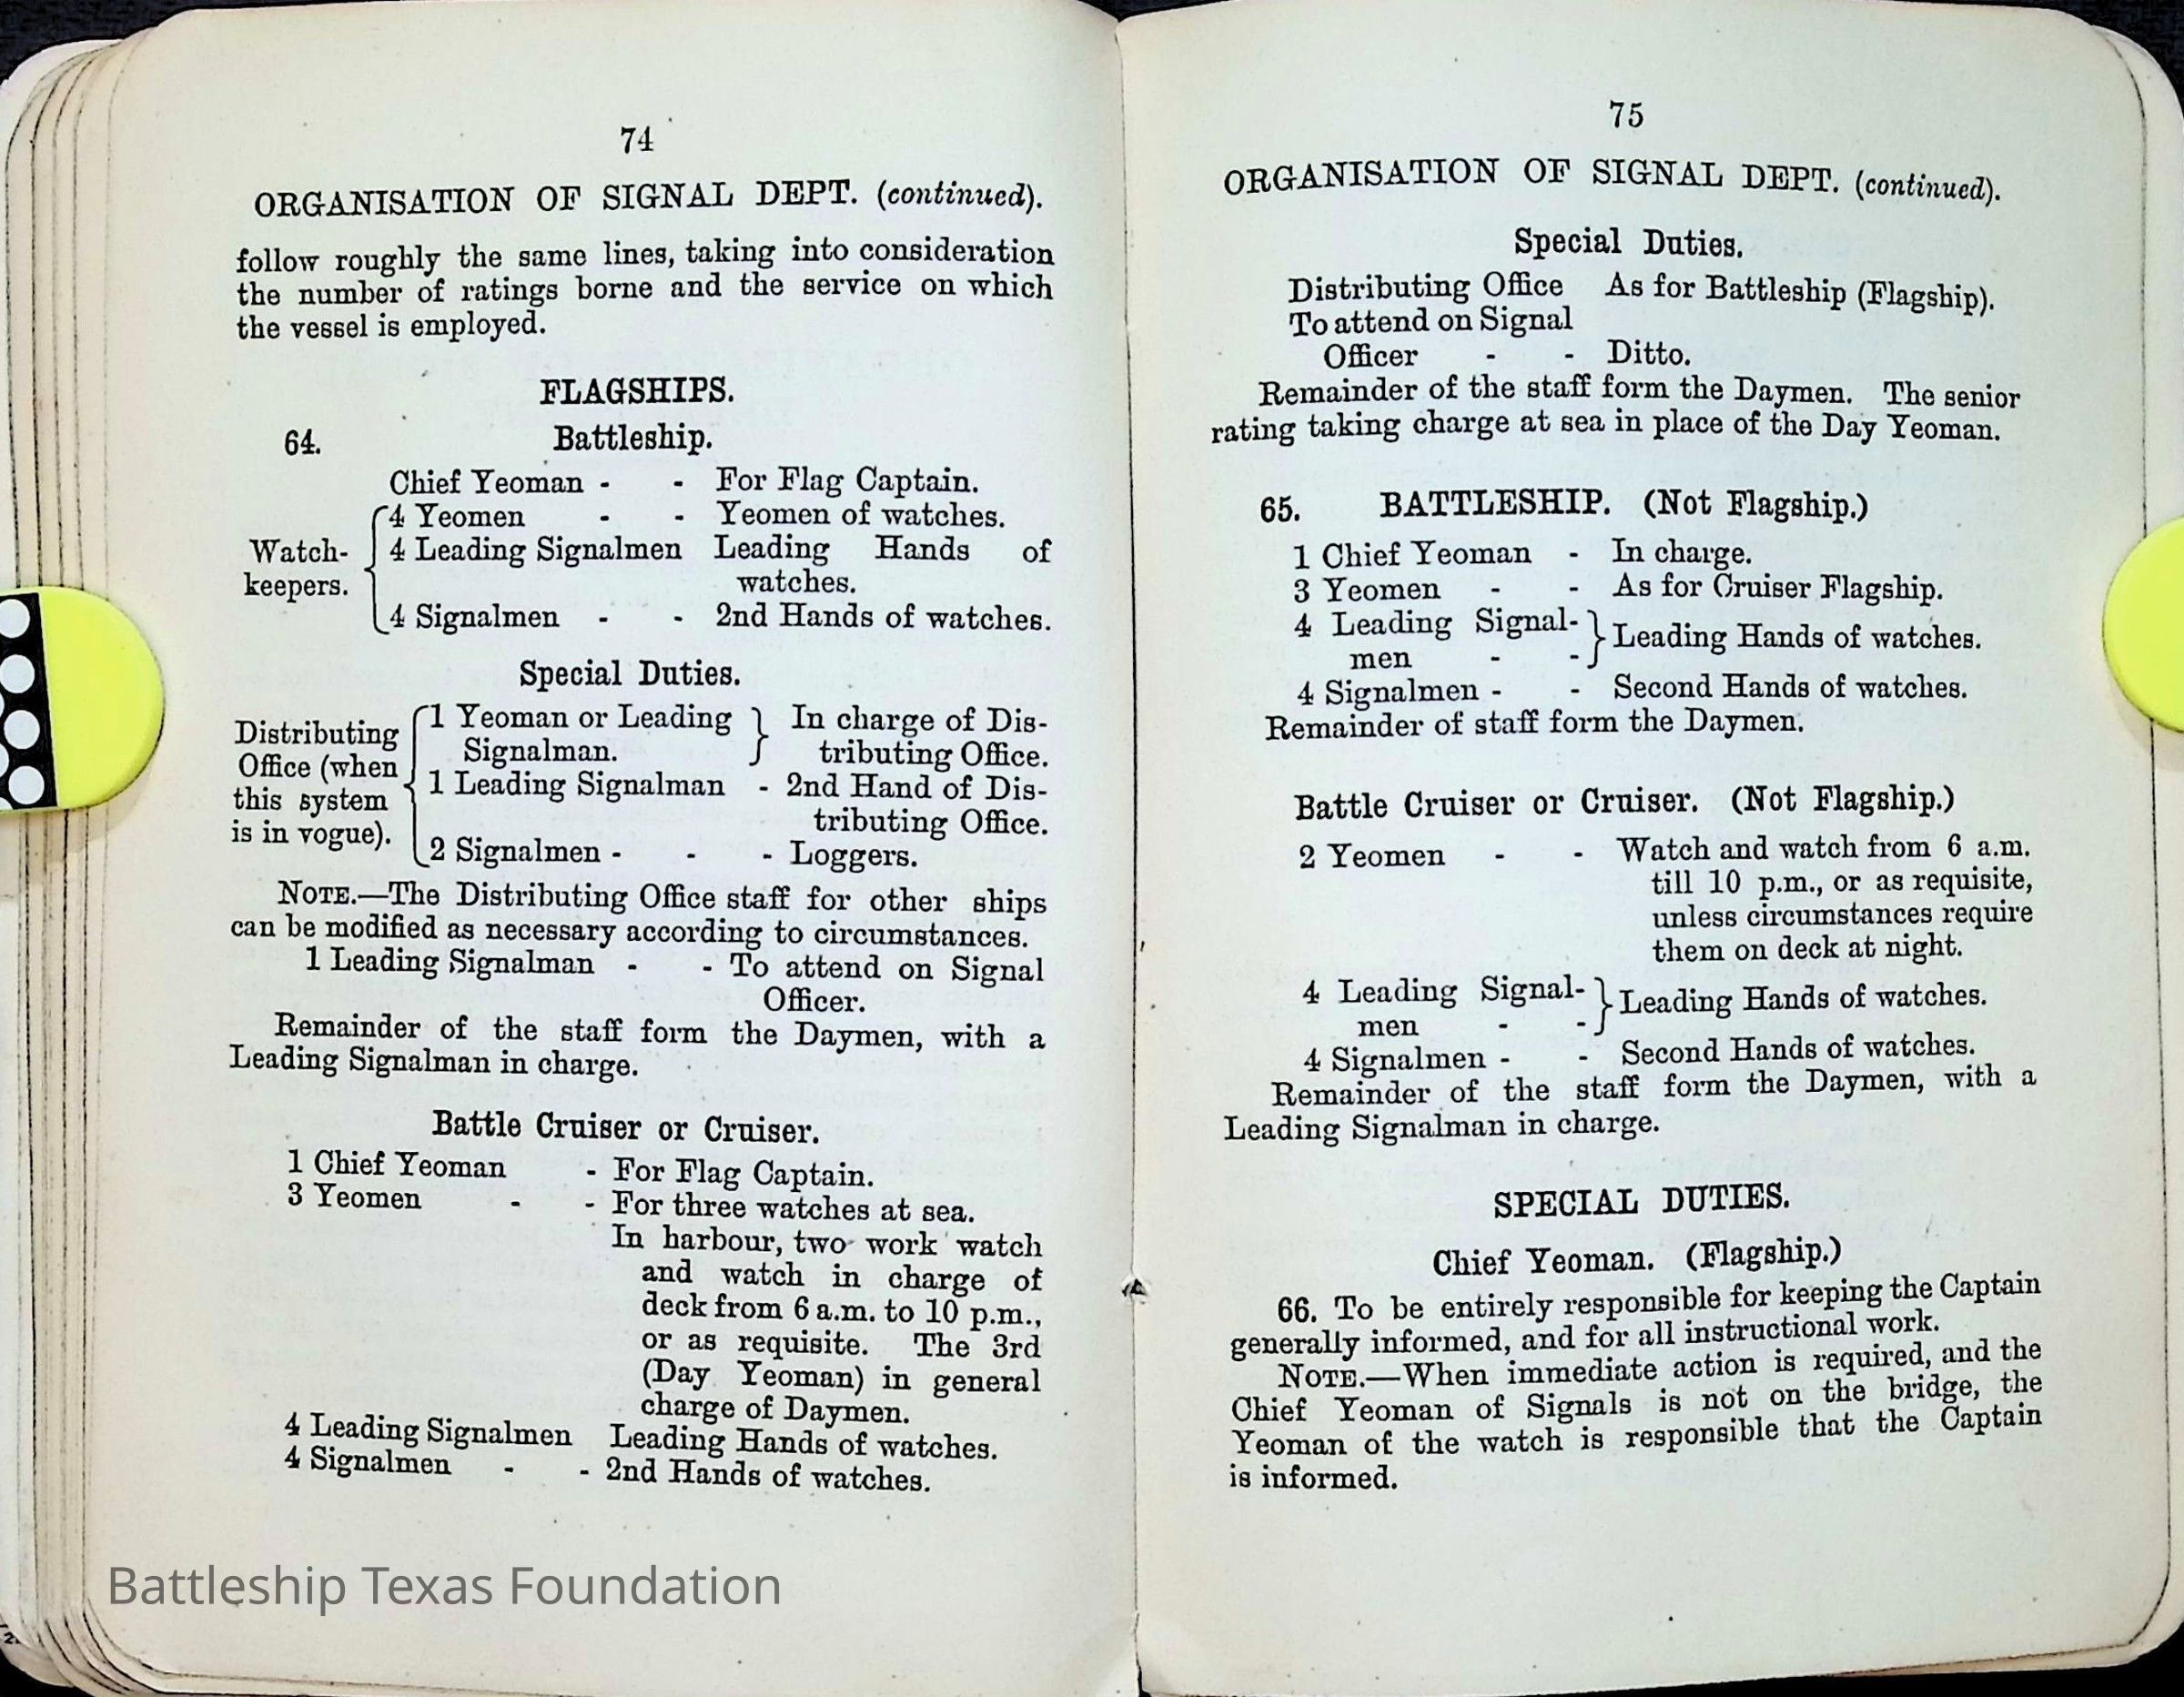 74
ORGANISATION OF SIGNAL DEPT. (continued).
follow roughly the same lines, taking into consideration
the number of ratings borne and the service on which
the vessel is employed.
FLAGSHIPS.
64. Battleship.
Chief Yeoman - - For Flag Captain.
4 Yeomen - - Yeomen of watches.
Watch- 4 Leading Signalmen Leading Hands of
keepers. watches.
4 Signalmen - - 2nd Hands of watches.
Special Duties.
Distributing 1 Yeoman or Leading In charge of Dis-
Signalman. tributing Office.
Office (when 1 Leading Signalman - 2nd Hand of Dis-
this system tributing Office.
is in vogue). 2 Signalmen - - - Loggers.
NOTE.—The Distributing Office staff for other ships
can be modified as necessary according to circumstances.
1 Leading Signalman - - To attend on Signal
Officer.
Remainder of the staff form the Daymen, with a
Leading Signalman in charge.
Battle Cruiser or Cruiser.
1 Chief Yeoman - For Flag Captain.
3 Yeomen - - For three watches at sea.
In harbour, two work watch
and watch in charge of
deck from 6 a.m. to 10 p.m.,
or as requisite. The 3rd
(Day Yeoman) in general
charge of Daymen.
4 Leading Signalmen Leading Hands of watches.
4 Signalmen - - 2nd Hands of watches.
75
ORGANISATION OF SIGNAL DEPT. (continued).
Special Duties.
Distributing Office As for Battleship (Flagship).
To attend on Signal
Officer - - Ditto.
Remainder of the staff form the Daymen. The senior
rating taking charge at sea in place of the Day Yeoman.
65. BATTLESHIP. (Not Flagship.)
1 Chief Yeoman - In charge.
3 Yeomen - - As for Cruiser Flagship.
4 Leading Signal- Leading Hands of watches.
men - -
4 Signalmen - - Second Hands of watches.
Remainder of staff form the Daymen.
Battle Cruiser or Cruiser. (Not Flagship.)
2 Yeomen - - Watch and watch from 6 a.m.
till 10 p.m., or as requisite,
unless circumstances require
them on deck at night.
4 Leading Signal- Leading Hands of watches.
men - -
4 Signalmen - - Second Hands of watches.
Remainder of the staff form the Daymen, with a
Leading Signalman in charge.
SPECIAL DUTIES.
Chief Yeoman. (Flagship.)
66. To be entirely responsible for keeping the Captain
generally informed, and for all instructional work.
NOTE.—When immediate action is required, and the
Chief Yeoman of Signals is not on the bridge, the
Yeoman of the watch is responsible that the Captain
is informed.
Battleship Texas Foundation